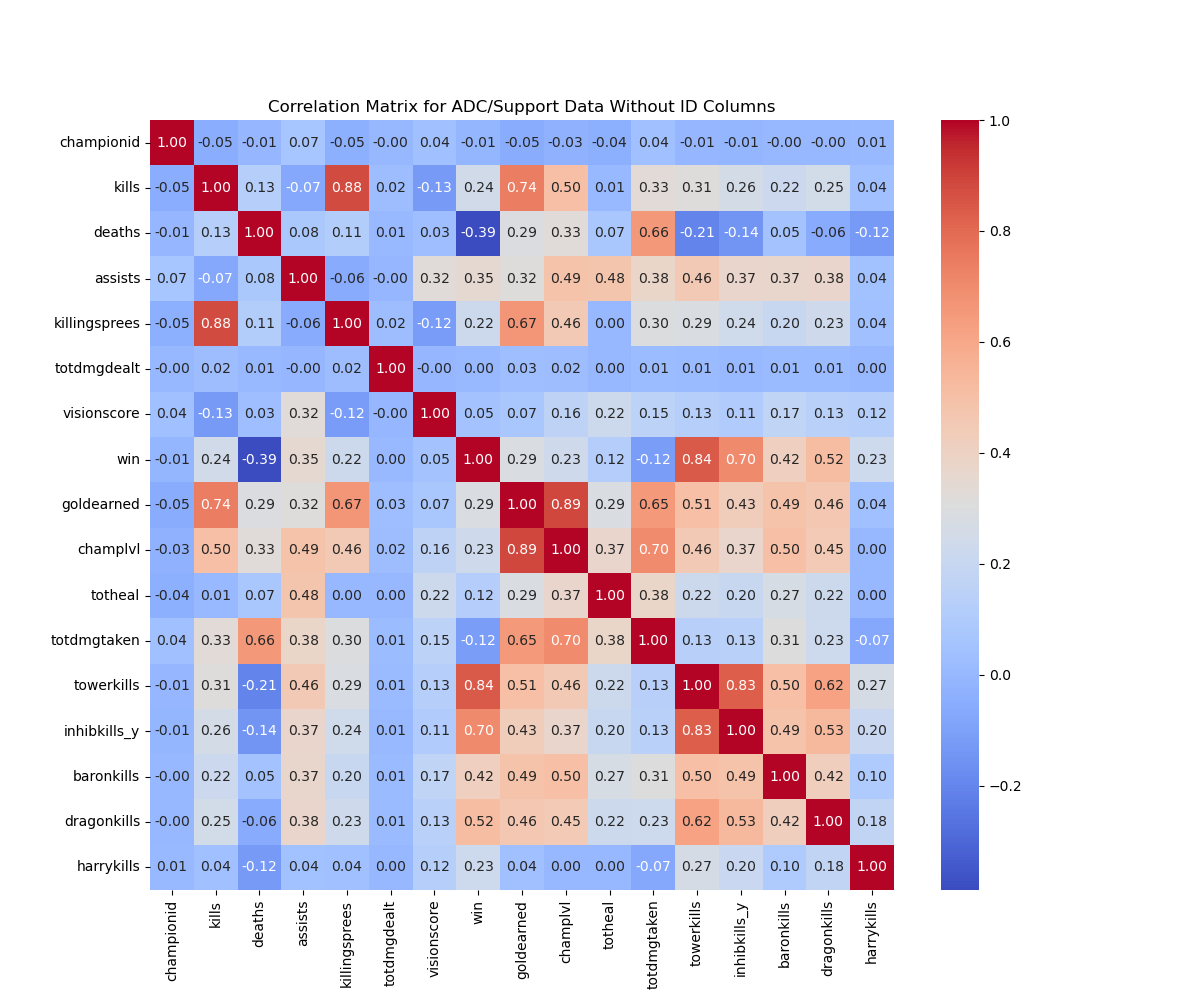 Correlation Matrix for ADC/Support Data Without ID Columns
championid 1.00 -0.05 -0.01 0.07 -0.05 -0.00 0.04 -0.01 -0.05 -0.03 -0.04 0.04 -0.01 -0.01 -0.00 -0.00 0.01
kills -0.05 1.00 0.13 -0.07 0.88 0.02 -0.13 0.24 0.74 0.50 0.01 0.33 0.31 0.26 0.22 0.25 0.04
deaths -0.01 0.13 1.00 0.08 0.11 0.01 0.03 -0.39 0.29 0.33 0.07 0.66 -0.21 -0.14 0.05 -0.06 -0.12
assists 0.07 -0.07 0.08 1.00 -0.06 -0.00 0.32 0.35 0.32 0.49 0.48 0.38 0.46 0.37 0.37 0.38 0.04
killingsprees -0.05 0.88 0.11 -0.06 1.00 0.02 -0.12 0.22 0.67 0.46 0.00 0.30 0.29 0.24 0.20 0.23 0.04
totdmgdealt -0.00 0.02 0.01 -0.00 0.02 1.00 -0.00 0.00 0.03 0.02 0.00 0.01 0.01 0.01 0.01 0.01 0.00
visionscore 0.04 -0.13 0.03 0.32 -0.12 -0.00 1.00 0.05 0.07 0.16 0.22 0.15 0.13 0.11 0.17 0.13 0.12
win -0.01 0.24 -0.39 0.35 0.22 0.00 0.05 1.00 0.29 0.23 0.12 -0.12 0.84 0.70 0.42 0.52 0.23
goldearned -0.05 0.74 0.29 0.32 0.67 0.03 0.07 0.29 1.00 0.89 0.29 0.65 0.51 0.43 0.49 0.46 0.04
champlvl -0.03 0.50 0.33 0.49 0.46 0.02 0.16 0.23 0.89 1.00 0.37 0.70 0.46 0.37 0.50 0.45 0.00
totheal -0.04 0.01 0.07 0.48 0.00 0.00 0.22 0.12 0.29 0.37 1.00 0.38 0.22 0.20 0.27 0.22 0.00
totdmgtaken 0.04 0.33 0.66 0.38 0.30 0.01 0.15 -0.12 0.65 0.70 0.38 1.00 0.13 0.13 0.31 0.23 -0.07
towerkills -0.01 0.31 -0.21 0.46 0.29 0.01 0.13 0.84 0.51 0.46 0.22 0.13 1.00 0.83 0.50 0.62 0.27
inhibkills_y -0.01 0.26 -0.14 0.37 0.24 0.01 0.11 0.70 0.43 0.37 0.20 0.13 0.83 1.00 0.49 0.53 0.20
baronkills -0.00 0.22 0.05 0.37 0.20 0.01 0.17 0.42 0.49 0.50 0.27 0.31 0.50 0.49 1.00 0.42 0.10
dragonkills -0.00 0.25 -0.06 0.38 0.23 0.01 0.13 0.52 0.46 0.45 0.22 0.23 0.62 0.53 0.42 1.00 0.18
harrykills 0.01 0.04 -0.12 0.04 0.04 0.00 0.12 0.23 0.04 0.00 0.00 -0.07 0.27 0.20 0.10 0.18 1.00
championid kills deaths assists killingsprees totdmgdealt visionscore win goldearned champlvl totheal totdmgtaken towerkills inhibkills_y baronkills dragonkills harrykills
1.0
0.8
0.6
0.4
0.2
0.0
−0.2